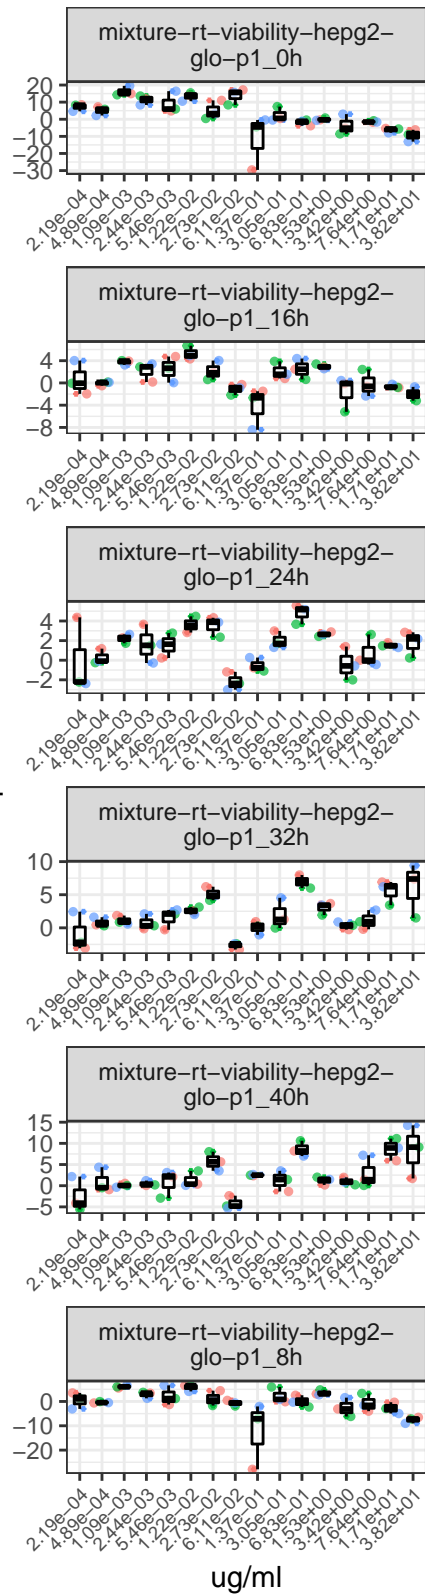 mixture−rt−viability−hepg2−
glo−p1_0h
20
10
0
−10
−20
−30
2.19e−04
4.89e−04
1.09e−03
2.44e−03
5.46e−03
1.22e−02
2.73e−02
6.11e−02
1.37e−01
3.05e−01
6.83e−01
1.53e+00
3.42e+00
7.64e+00
1.71e+01
3.82e+01
mixture−rt−viability−hepg2−
glo−p1_16h
4
0
−4
−8
2.19e−04
4.89e−04
1.09e−03
2.44e−03
5.46e−03
1.22e−02
2.73e−02
6.11e−02
1.37e−01
3.05e−01
6.83e−01
1.53e+00
3.42e+00
7.64e+00
1.71e+01
3.82e+01
mixture−rt−viability−hepg2−
glo−p1_24h
4
2
0
−2
2.19e−04
4.89e−04
1.09e−03
2.44e−03
5.46e−03
1.22e−02
2.73e−02
6.11e−02
1.37e−01
3.05e−01
6.83e−01
1.53e+00
3.42e+00
7.64e+00
1.71e+01
3.82e+01
mixture−rt−viability−hepg2−
glo−p1_32h
10
5
0
2.19e−04
4.89e−04
1.09e−03
2.44e−03
5.46e−03
1.22e−02
2.73e−02
6.11e−02
1.37e−01
3.05e−01
6.83e−01
1.53e+00
3.42e+00
7.64e+00
1.71e+01
3.82e+01
mixture−rt−viability−hepg2−
glo−p1_40h
15
10
5
0
−5
2.19e−04
4.89e−04
1.09e−03
2.44e−03
5.46e−03
1.22e−02
2.73e−02
6.11e−02
1.37e−01
3.05e−01
6.83e−01
1.53e+00
3.42e+00
7.64e+00
1.71e+01
3.82e+01
mixture−rt−viability−hepg2−
glo−p1_8h
0
−10
−20
2.19e−04
4.89e−04
1.09e−03
2.44e−03
5.46e−03
1.22e−02
2.73e−02
6.11e−02
1.37e−01
3.05e−01
6.83e−01
1.53e+00
3.42e+00
7.64e+00
1.71e+01
3.82e+01
ug/ml